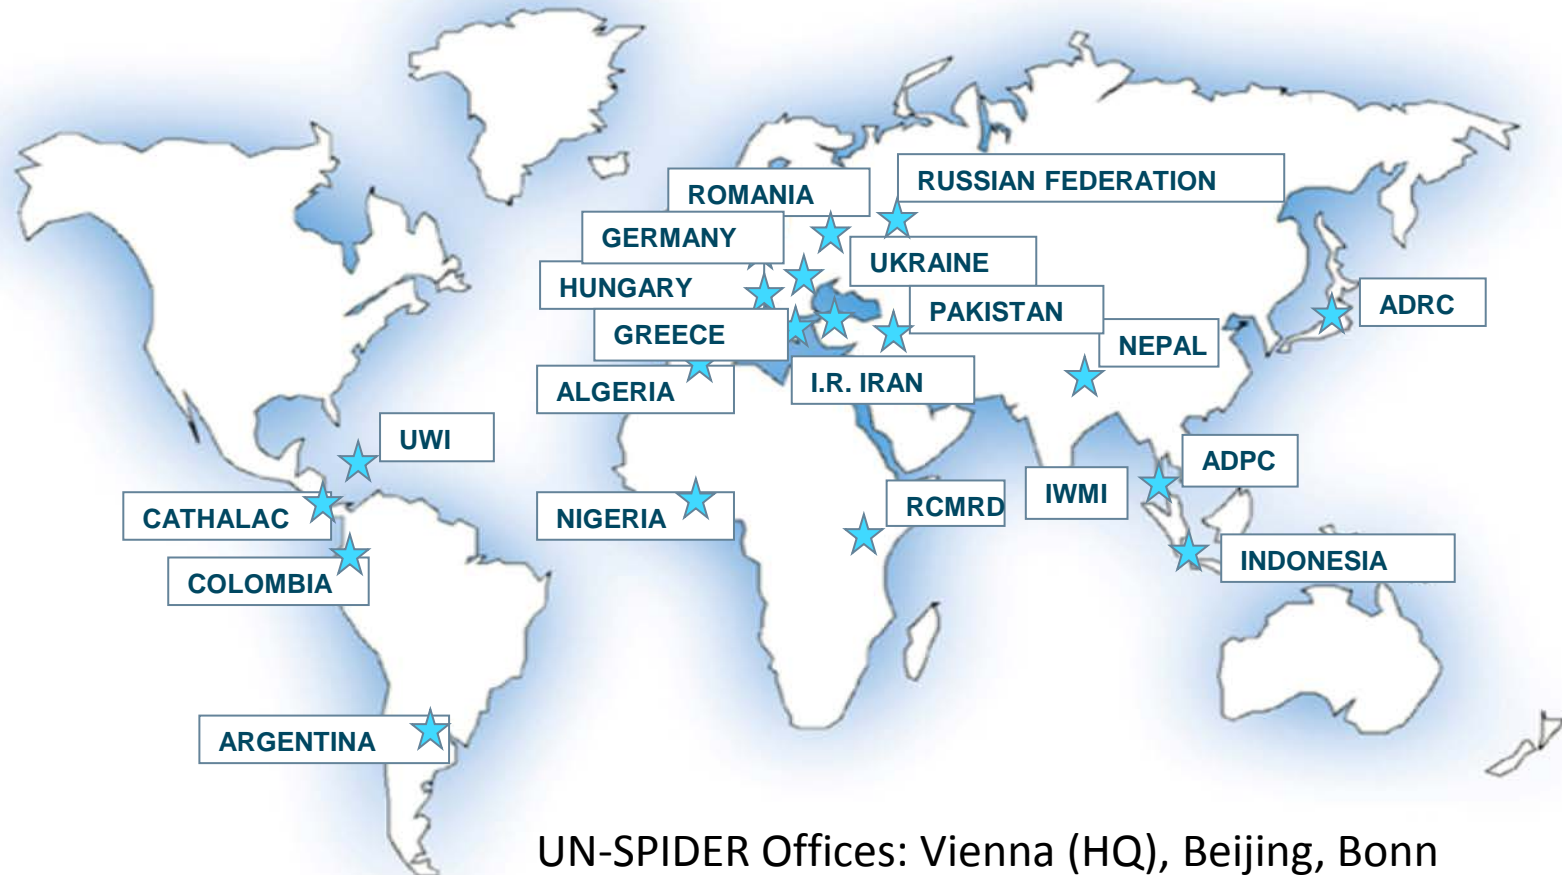 RUSSIAN FEDERATION
ROMANIA
GERMANY
UKRAINE
HUNGARY
PAKISTAN
ADRC
GREECE
NEPAL
ALGERIA
I.R. IRAN
UWI
ADPC
IWMI
RCMRD
CATHALAC
NIGERIA
INDONESIA
COLOMBIA
ARGENTINA
UN-SPIDER Offices: Vienna (HQ), Beijing, Bonn